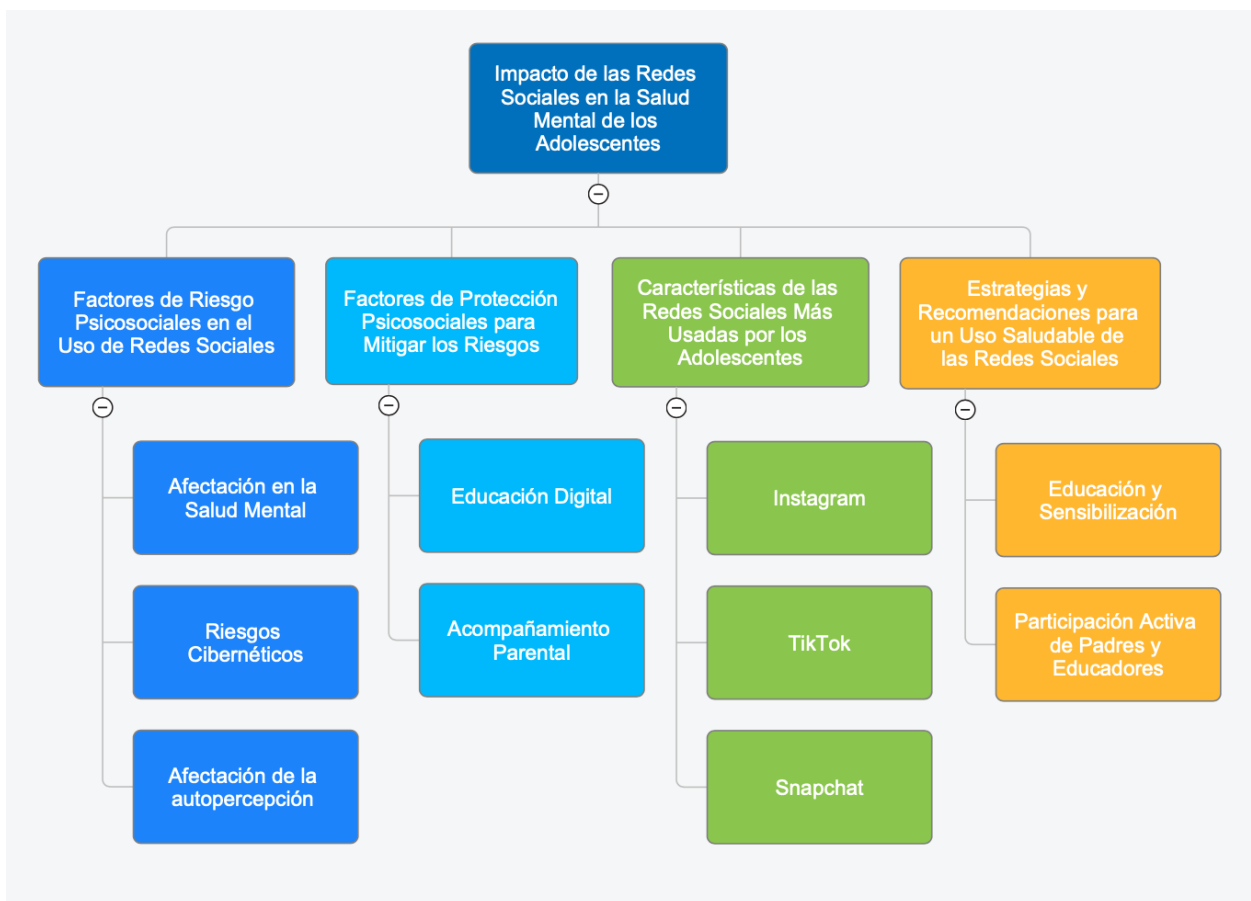 Impacto de las Redes
Sociales en la Salud
Mental de los
Adolescentes
Factores de Riesgo
Psicosociales en el
Uso de Redes Sociales
Factores de Protección
Psicosociales para
Mitigar los Riesgos
Características de las
Redes Sociales Más
Usadas por los
Adolescentes
Estrategias y
Recomendaciones para
un Uso Saludable de
las Redes Sociales
Afectación en la
Salud Mental
Riesgos
Cibernéticos
Afectación de la
autopercepción
Educación Digital
Acompañamiento
Parental
Instagram
TikTok
Snapchat
Educación y
Sensibilización
Participación Activa
de Padres y
Educadores